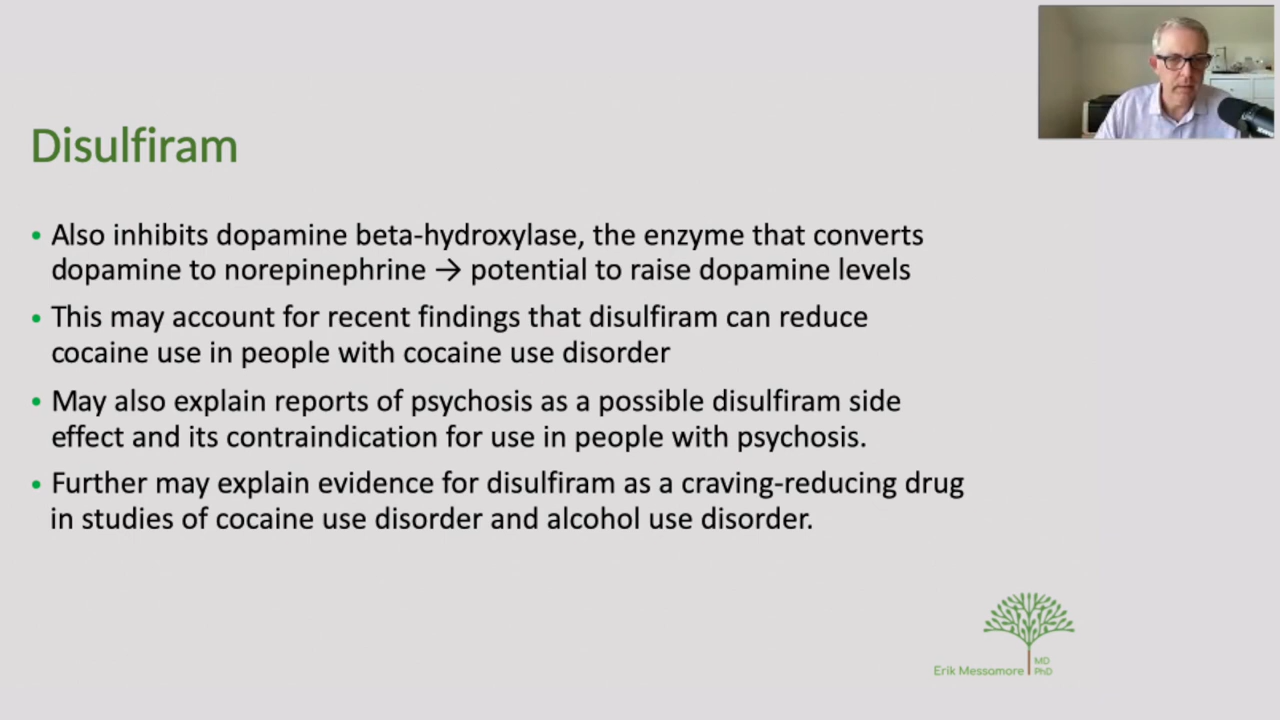 Disulfiram
• Also inhibits dopamine beta-hydroxylase, the enzyme that converts
dopamine to norepinephrine → potential to raise dopamine levels
• This may account for recent findings that disulfiram can reduce
cocaine use in people with cocaine use disorder
• May also explain reports of psychosis as a possible disulfiram side
effect and its contraindication for use in people with psychosis.
• Further may explain evidence for disulfiram as a craving-reducing drug
in studies of cocaine use disorder and alcohol use disorder.
Erik Messamore
MD
PhD